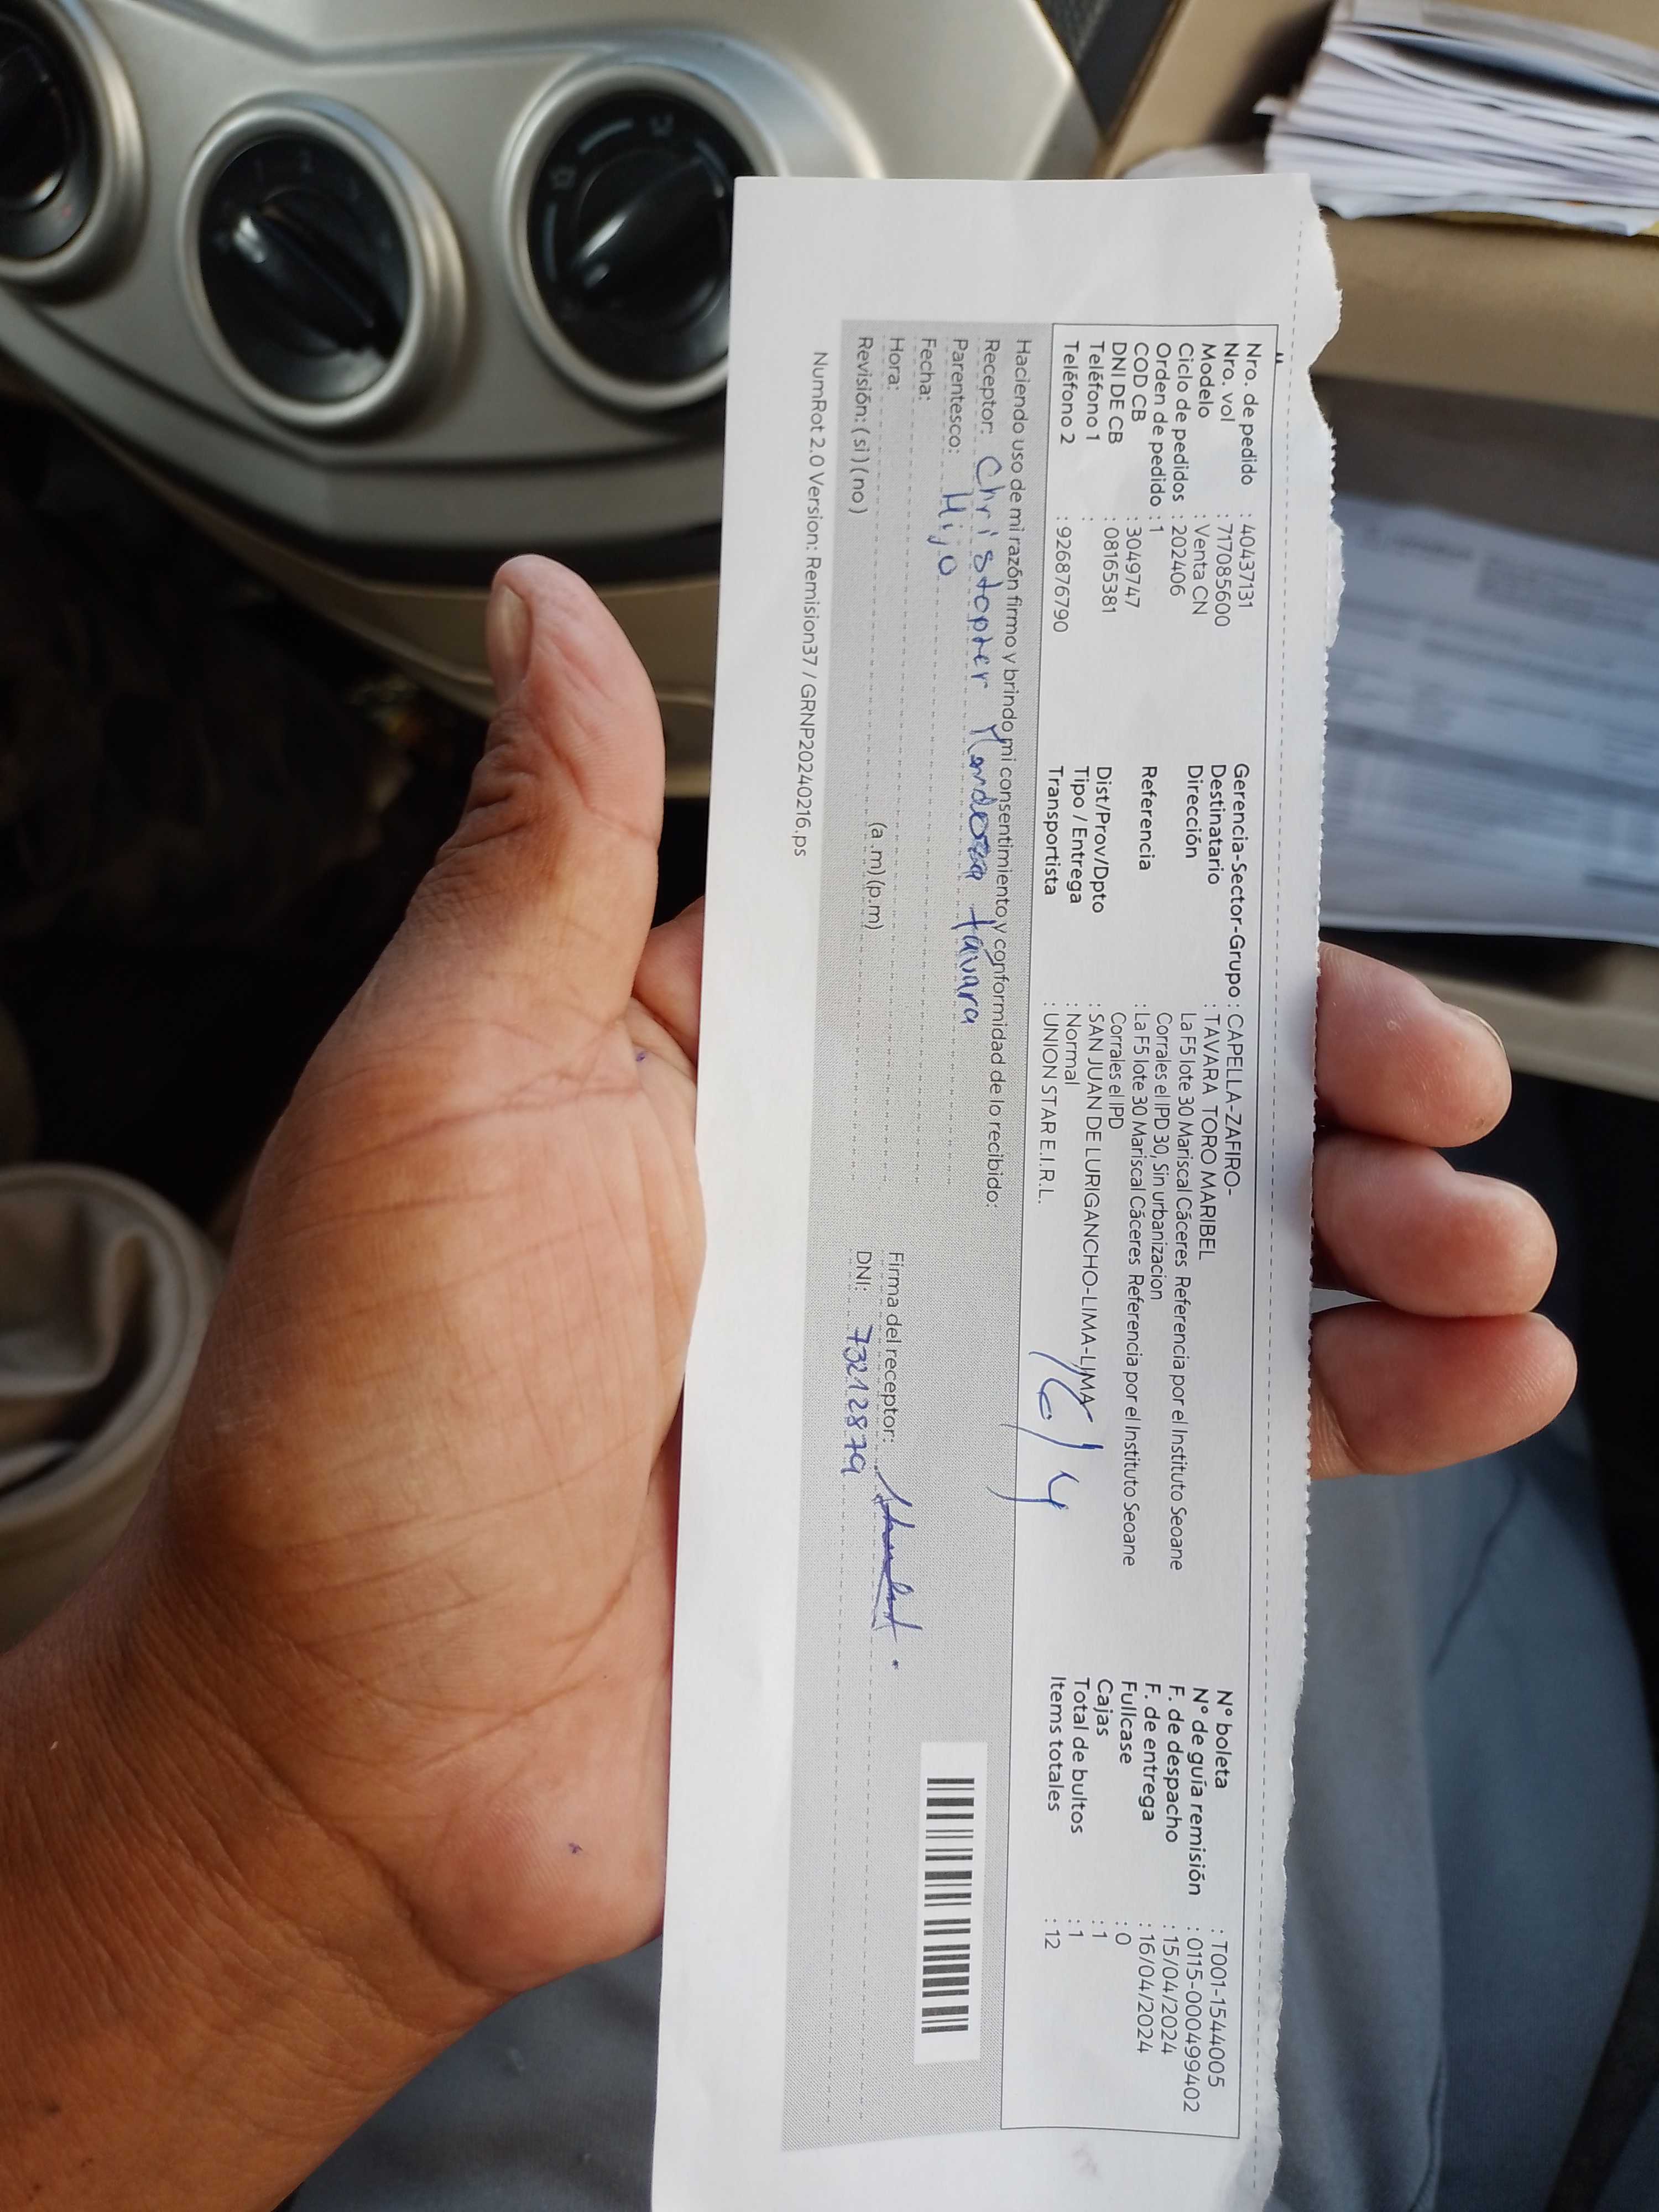 Nro. de pedido : 40437131
Nro. vol : 717085600
Modelo : Venta CN
Ciclo de pedidos : 202406
Orden de pedido : 1
COD CB : 3049747
DNI DE CB : 08165381
Teléfono 1 :
Teléfono 2 : 926876790
Gerencia-Sector-Grupo : CAPELLA-ZAFIRO-
Destinatario : TAVARA TORO MARIBEL
Dirección : La F5 lote 30 Mariscal Cáceres Referencia por el Instituto Seoane
Corrales el IPD 30, Sin urbanizacion
Referencia : La F5 lote 30 Mariscal Cáceres Referencia por el Instituto Seoane
Corrales el IPD
Dist/Prov/Dpto : SAN JUAN DE LURIGANCHO-LIMA-LIMA
Tipo / Entrega : Normal
Transportista : UNION STAR E.I.R.L.
16/4
N° boleta : T001-15444005
N° de guía remisión : 0115-000499402
F. de despacho : 15/04/2024
F. de entrega : 16/04/2024
Fullcase : 0
Cajas : 1
Total de bultos : 1
Items totales : 12
Haciendo uso de mi razón firmo y brindo mi consentimiento y conformidad de lo recibido:
Receptor: Christopher Mendoza tavara
Parentesco: Hijo
Fecha:
Hora: (a.m) (p.m)
Revisión: ( si ) ( no )
Firma del receptor:
DNI: 73212879
NumRot 2.0 Version: Remision37 / GRNP20240216.ps